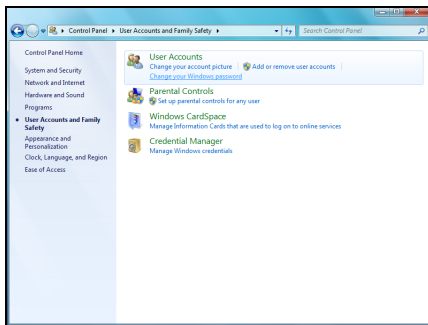 Control Panel ▸ User Accounts and Family Safety ▸
Search Control Panel
Control Panel Home
System and Security
Network and Internet
Hardware and Sound
Programs
User Accounts and Family
Safety
Appearance and
Personalization
Clock, Language, and Region
Ease of Access
User Accounts
Change your account picture
Add or remove user accounts
Change your Windows password
Parental Controls
Set up parental controls for any user
Windows CardSpace
Manage Information Cards that are used to log on to online services
Credential Manager
Manage Windows credentials